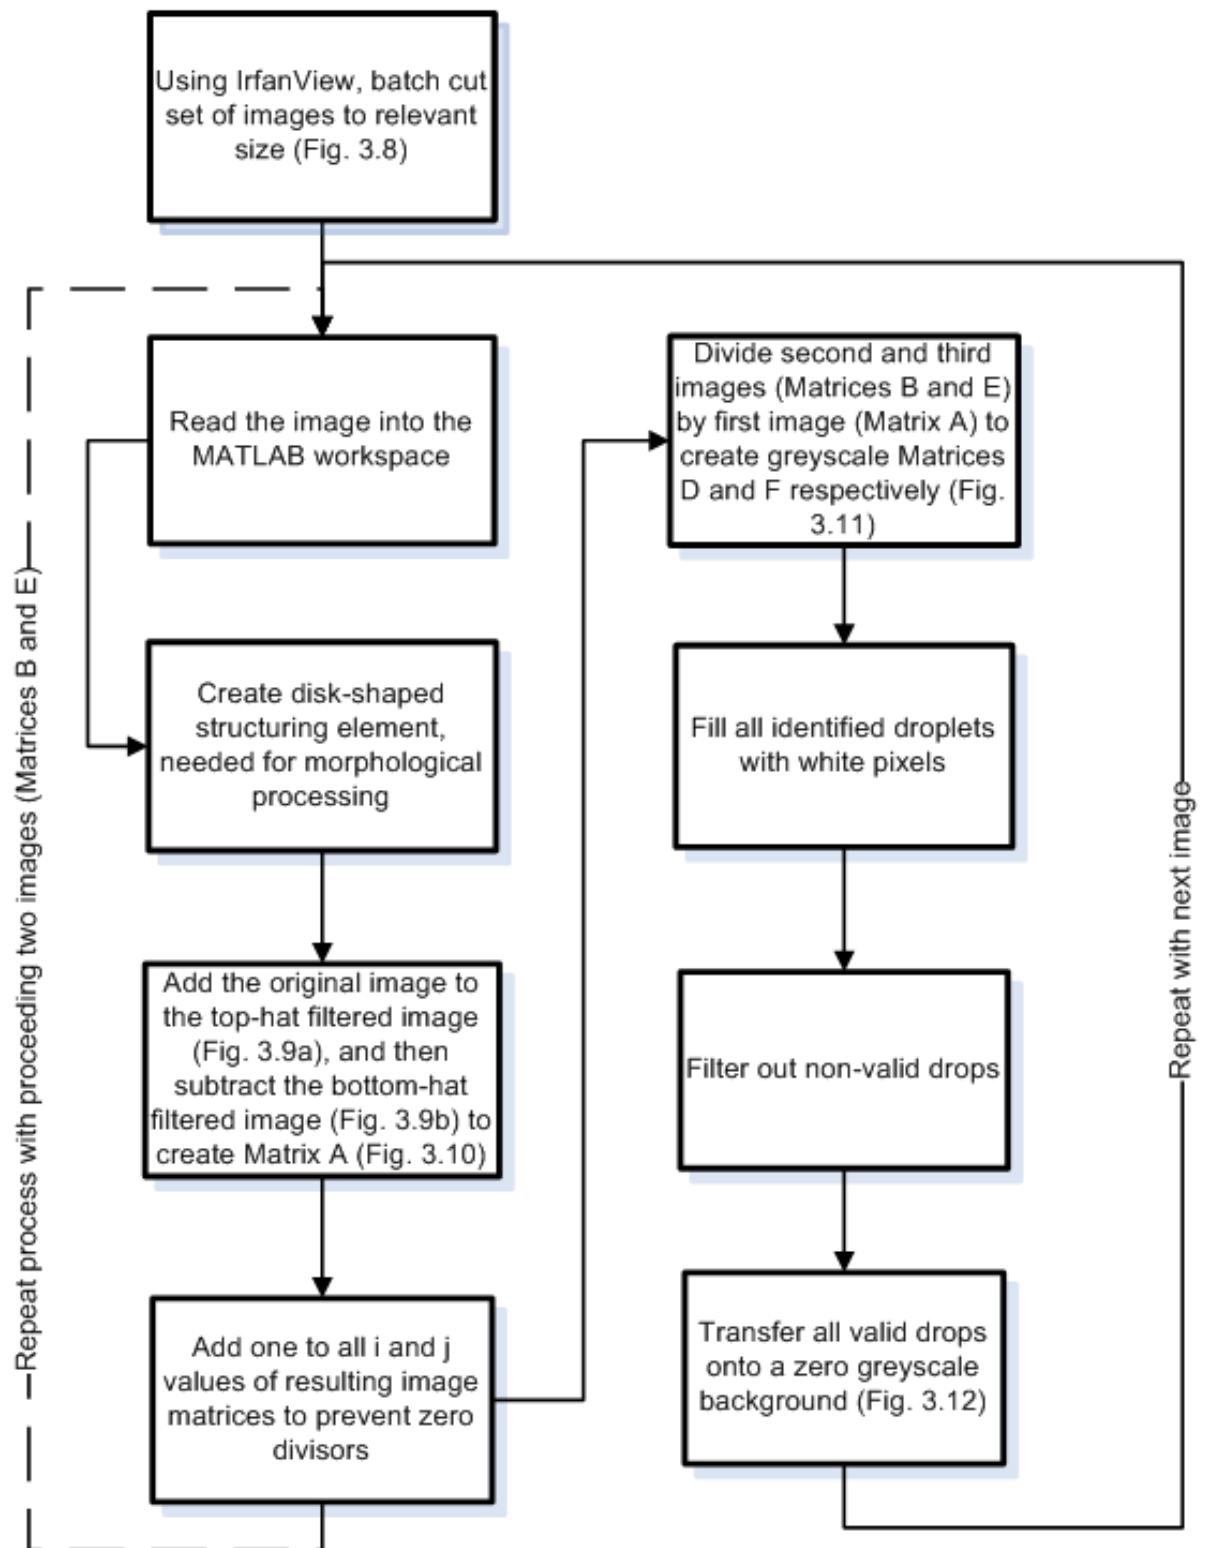 Using IrfanView, batch cut
set of images to relevant
size (Fig. 3.8)
Read the image into the
MATLAB workspace
Create disk-shaped
structuring element,
needed for morphological
processing
Add the original image to
the top-hat filtered image
(Fig. 3.9a), and then
subtract the bottom-hat
filtered image (Fig. 3.9b) to
create Matrix A (Fig. 3.10)
Add one to all i and j
values of resulting image
matrices to prevent zero
divisors
Repeat process with proceeding two images (Matrices B and E)
Divide second and third
images (Matrices B and E)
by first image (Matrix A) to
create greyscale Matrices
D and F respectively (Fig.
3.11)
Fill all identified droplets
with white pixels
Filter out non-valid drops
Transfer all valid drops
onto a zero greyscale
background (Fig. 3.12)
Repeat with next image